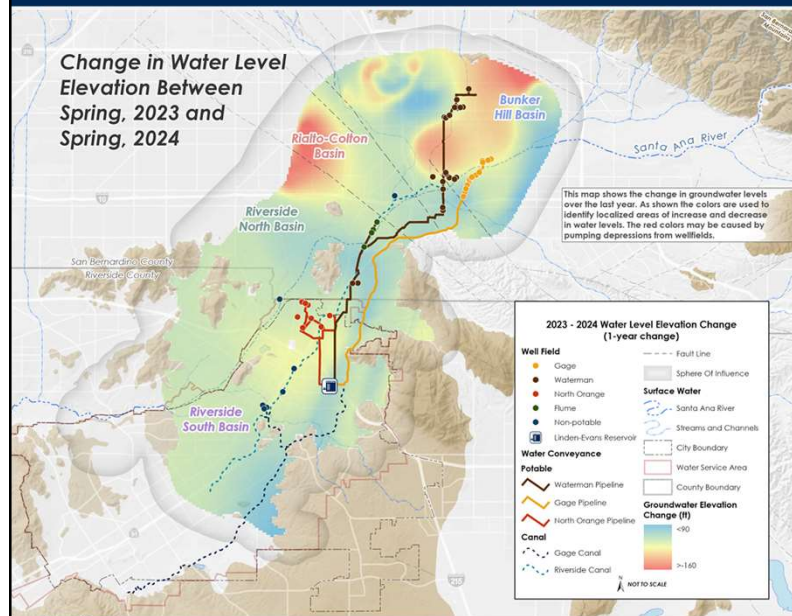 Change in Water Level
Elevation Between
Spring, 2023 and
Spring, 2024
San Bernardino
Mountains
Bunker
Hill Basin
Rialto-Colton
Basin
Santa Ana River
This map shows the change in groundwater levels
over the last year. As shown the colors are used to
identify localized areas of increase and decrease
in water levels. The red colors may be caused by
pumping depressions from wellfields.
Riverside
North Basin
San Bernardino County
Riverside County
Riverside
South Basin
10
215
2023 - 2024 Water Level Elevation Change
(1-year change)
Well Field
Gage
Waterman
North Orange
Flume
Non-potable
Linden-Evans Reservoir
Water Conveyance
Potable
Waterman Pipeline
Gage Pipeline
North Orange Pipeline
Canal
Gage Canal
Riverside Canal
Fault Line
Sphere Of Influence
Surface Water
Santa Ana River
Streams and Channels
City Boundary
Water Service Area
County Boundary
Groundwater Elevation
Change (ft)
<90
>-160
N
NOT TO SCALE